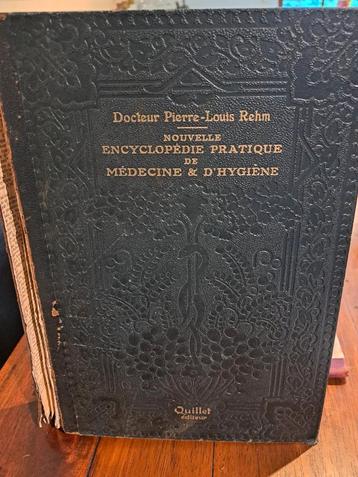 Docteur Pierre-Louis Rehm
NOUVELLE
ENCYCLOPÉDIE PRATIQUE
DE
MÉDECINE & D'HYGIÈNE
Quillet
éditeur